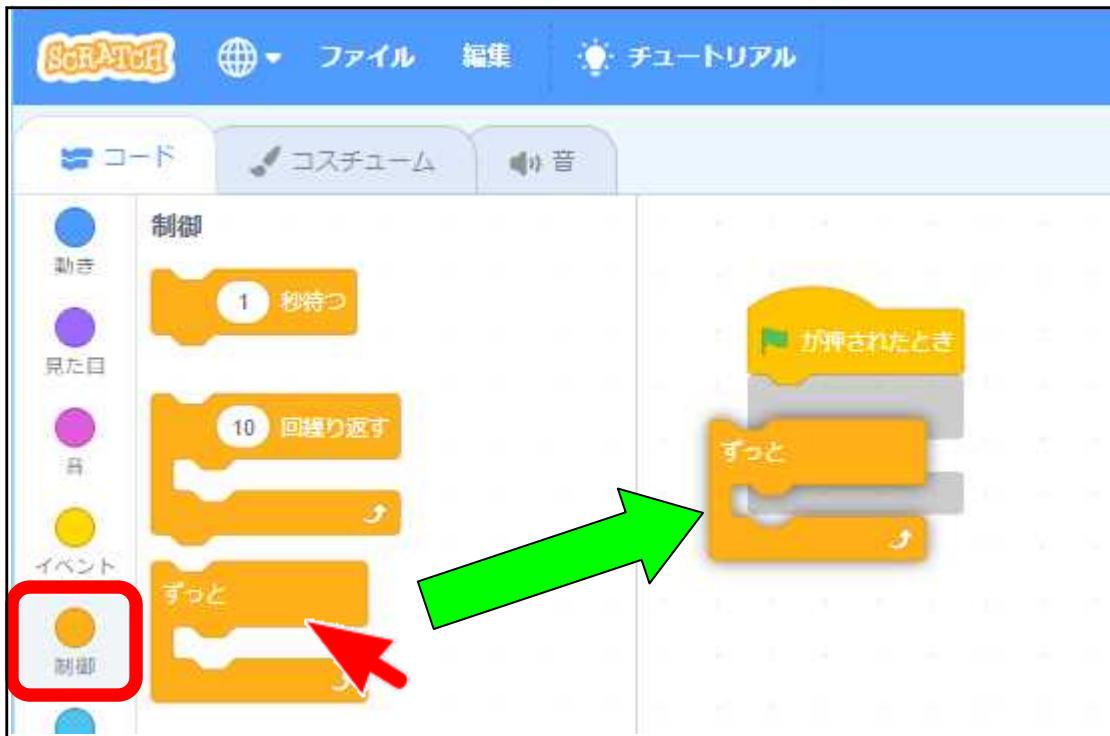 SCRATCH ファイル 編集 チュートリアル
コード コスチューム 音
動き
見た目
音
イベント
制御
制御
1 秒待つ
10 回繰り返す
ずっと
が押されたとき
ずっと